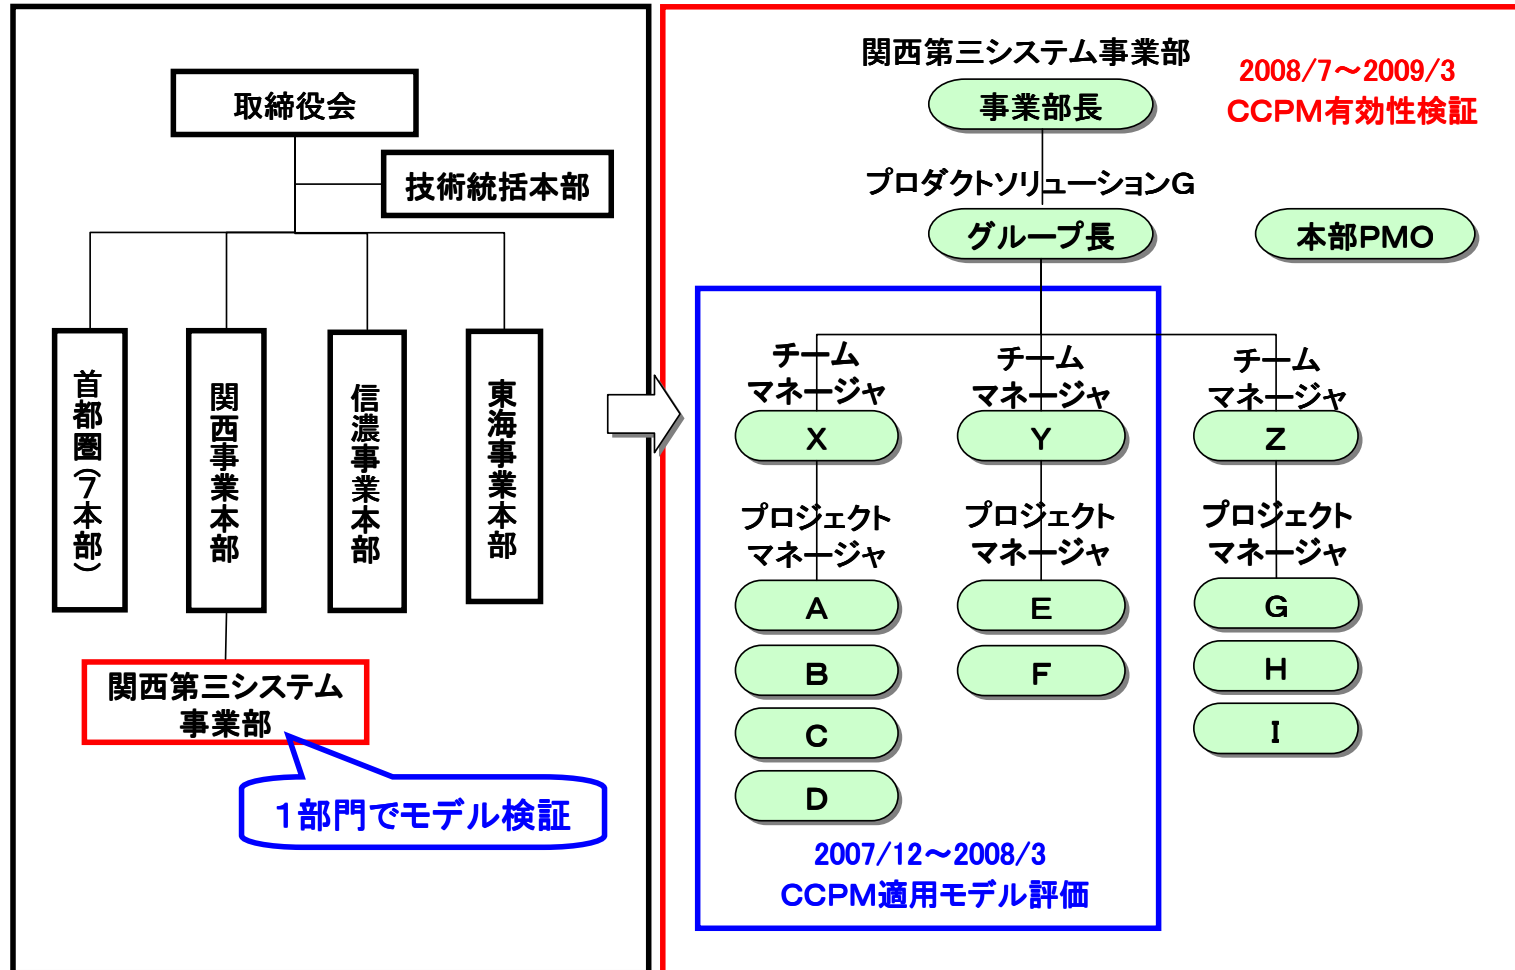 取締役会
技術統括本部
首都圏(7本部)
関西事業本部
信濃事業本部
東海事業本部
関西第三システム
事業部
1部門でモデル検証
関西第三システム事業部
事業部長
2008/7~2009/3
CCPM有効性検証
プロダクトソリューションG
グループ長
本部PMO
チーム
マネージャ
X
プロジェクト
マネージャ
A
B
C
D
チーム
マネージャ
Y
プロジェクト
マネージャ
E
F
チーム
マネージャ
Z
プロジェクト
マネージャ
G
H
I
2007/12~2008/3
CCPM適用モデル評価